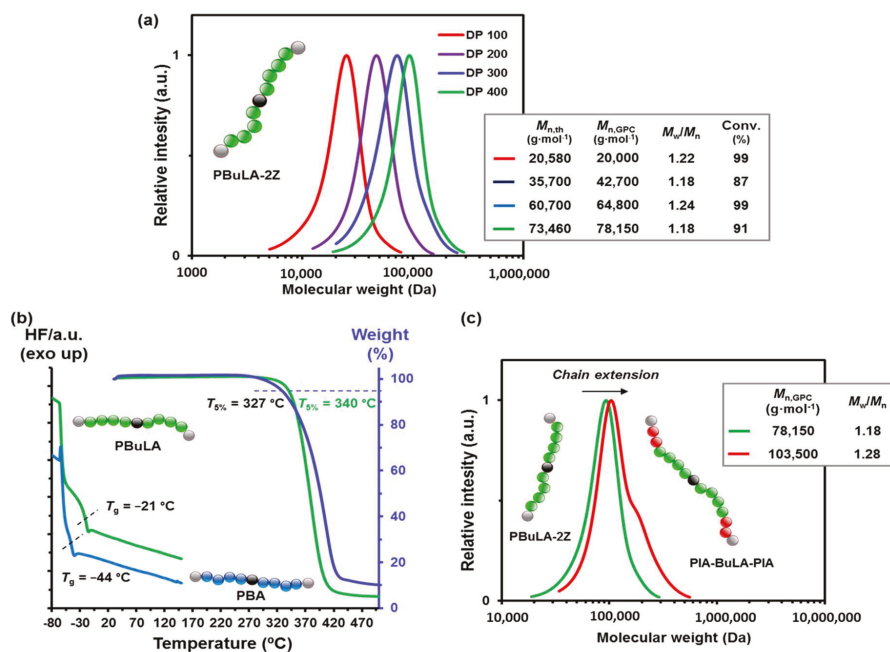 (a)
DP 100
DP 200
DP 300
DP 400
1
0
Relative intesity (a.u.)
PBuLA-2Z
1000 10,000 100,000 1,000,000
Molecular weight (Da)
Mn,th Mn,GPC Mw/Mn Conv.
(g·mol-1) (g·mol-1) (%)
20,580 20,000 1.22 99
35,700 42,700 1.18 87
60,700 64,800 1.24 99
73,460 78,150 1.18 91
(b)
HF/a.u.
(exo up)
Weight
(%)
100
80
60
40
20
10
0
T5% = 327 °C T5% = 340 °C
PBuLA
Tg = −21 °C
Tg = −44 °C
PBA
-80 -30 20 70 120 170 220 270 320 370 420 470
Temperature (ºC)
(c)
Chain extension
1
0
Relative intesity (a.u.)
PBuLA-2Z
PIA-BuLA-PIA
10,000 100,000 1,000,000 10,000,000
Molecular weight (Da)
Mn,GPC Mw/Mn
(g·mol-1)
78,150 1.18
103,500 1.28